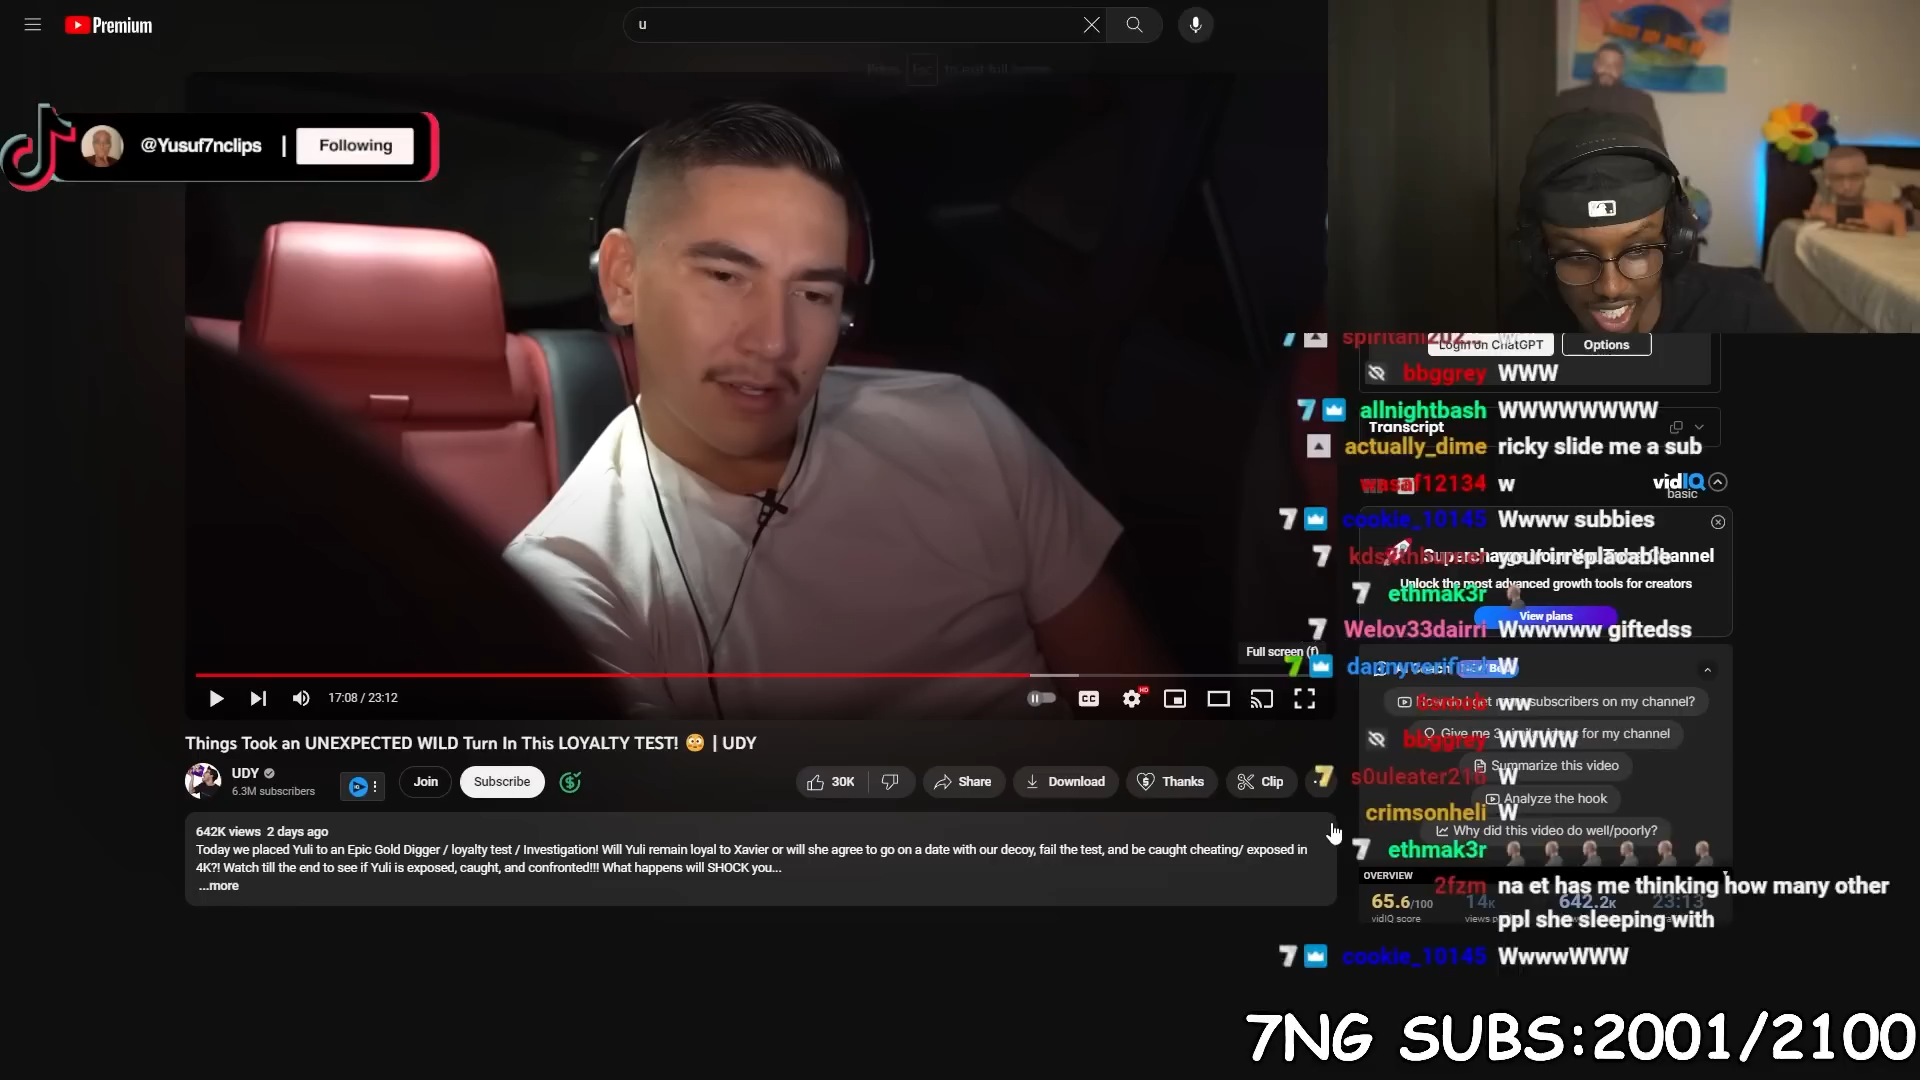 Premium
u
@Yusuf7nclips | Following
Full screen (f)
17:08 / 23:12
CC
HD
Things Took an UNEXPECTED WILD Turn In This LOYALTY TEST! 😳 | UDY
UDY
6.3M subscribers
Join
Subscribe
30K
Share
Download
Thanks
Clip
642K views 2 days ago
Today we placed Yuli to an Epic Gold Digger / loyalty test / Investigation! Will Yuli remain loyal to Xavier or will she agree to go on a date with our decoy, fail the test, and be caught cheating/ exposed in
4K?! Watch till the end to see if Yuli is exposed, caught, and confronted!!! What happens will SHOCK you...
...more
Login on ChatGPT
Options
bbggrey WWW
allnightbash WWWWWWWW
Transcript
actually_dime ricky slide me a sub
wasaf12134 w
vidIQ
basic
cookie_10145 Wwww subbies
your irreplacable
Unlock the most advanced growth tools for creators
ethmak3r
View plans
Welov33dairri Wwwwww giftedss
W
ww
subscribers on my channel?
for my channel
bbggrey WWWW
Summarize this video
s0uleater216 W
Analyze the hook
crimsonheli W
Why did this video do well/poorly?
ethmak3r
OVERVIEW
2fzm na et has me thinking how many other
ppl she sleeping with
65.6/100
14K
642.2K
23:13
vidIQ score
cookie_10145 WwwwWWW
7NG SUBS:2001/2100